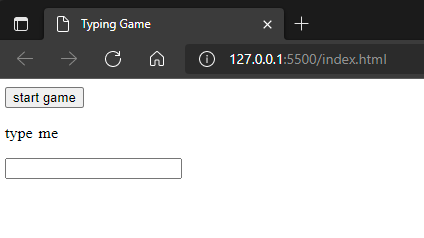 Typing Game
127.0.0.1:5500/index.html
start game
type me